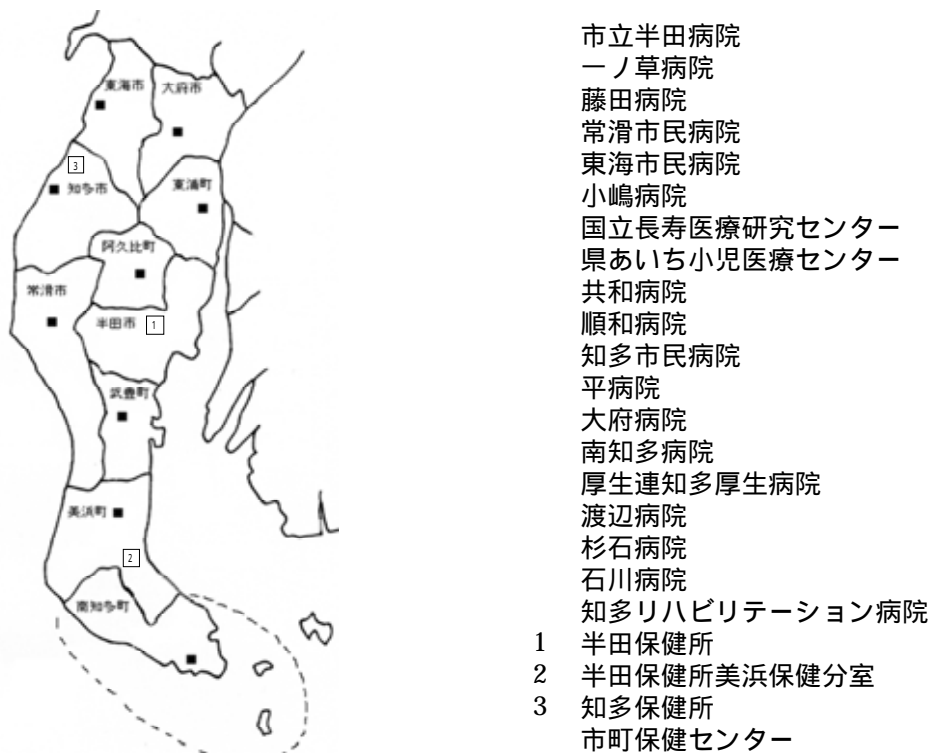 東海市
大府市
3
知多市
東浦町
阿久比町
常滑市
半田市
1
武豊町
美浜町
2
南知多町
市立半田病院
一ノ草病院
藤田病院
常滑市民病院
東海市民病院
小嶋病院
国立長寿医療研究センター
県あいち小児医療センター
共和病院
順和病院
知多市民病院
平病院
大府病院
南知多病院
厚生連知多厚生病院
渡辺病院
杉石病院
石川病院
知多リハビリテーション病院
1 半田保健所
2 半田保健所美浜保健分室
3 知多保健所
市町保健センター